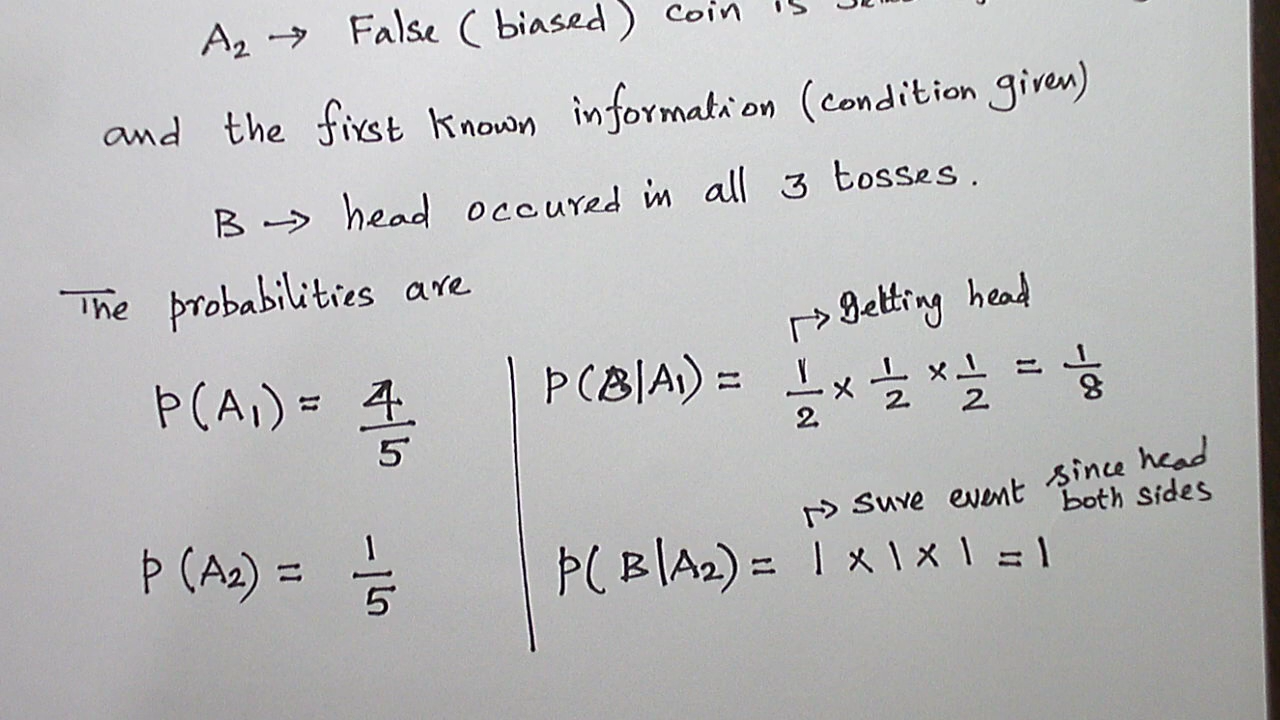 A₂ → False (biased) coin is
and the first known information (condition given)
B → head occured in all 3 tosses.
The probabilities are
↱ getting head
P(A₁) = 4/5
P(B|A₁) = 1/2 × 1/2 × 1/2 = 1/8
↱ sure event since head both sides
P(A₂) = 1/5
P(B|A₂) = 1 × 1 × 1 = 1